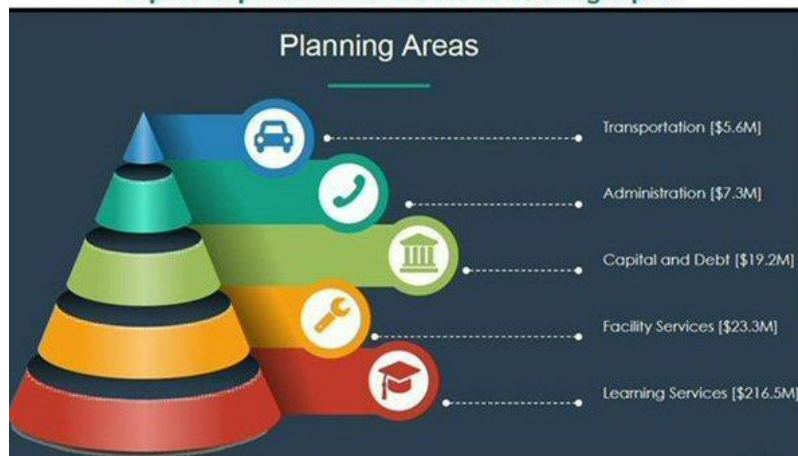 Planning Areas
Transportation [$5.6M]
Administration [$7.3M]
Capital and Debt [$19.2M]
Facility Services [$23.3M]
Learning Services [$216.5M]